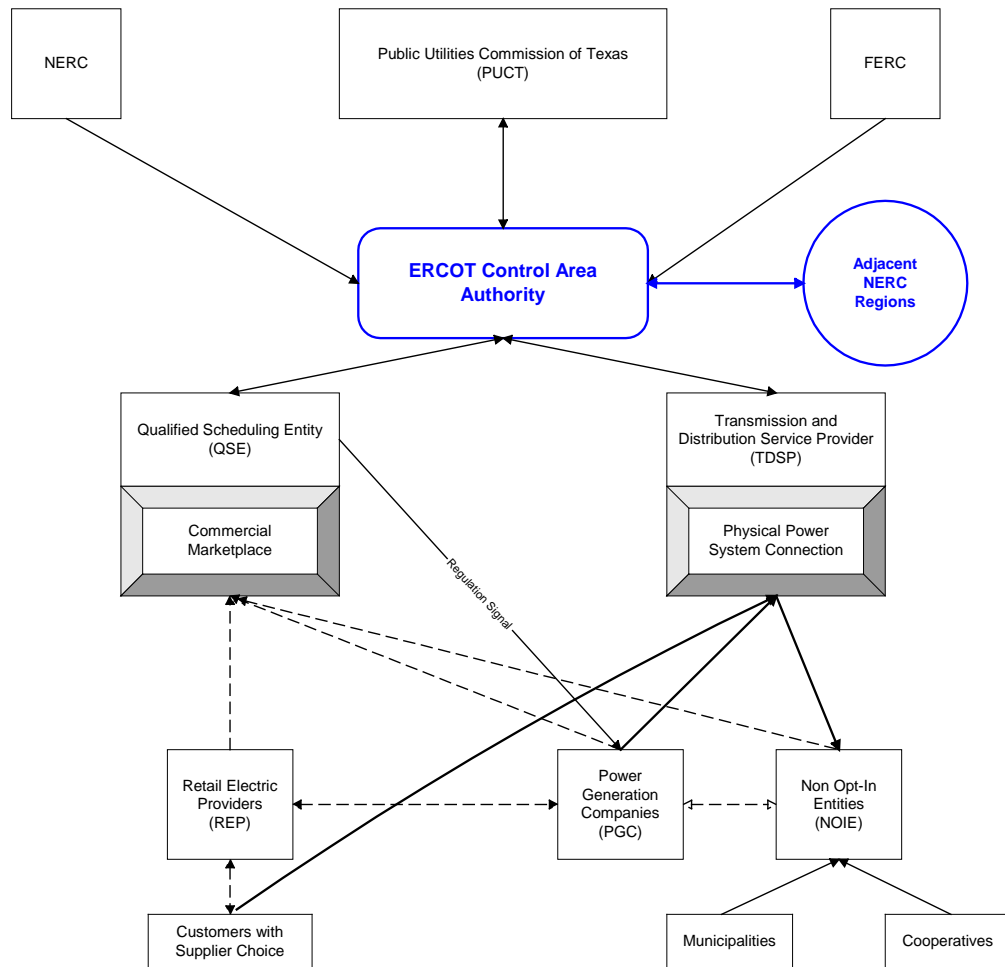 NERC
Public Utilities Commission of Texas
(PUCT)
FERC
ERCOT Control Area
Authority
Adjacent
NERC
Regions
Qualified Scheduling Entity
(QSE)
Transmission and
Distribution Service Provider
(TDSP)
Commercial
Marketplace
Physical Power
System Connection
Regulation Signal
Retail Electric
Providers
(REP)
Power
Generation
Companies
(PGC)
Non Opt-In
Entities
(NOIE)
Customers with
Supplier Choice
Municipalities
Cooperatives